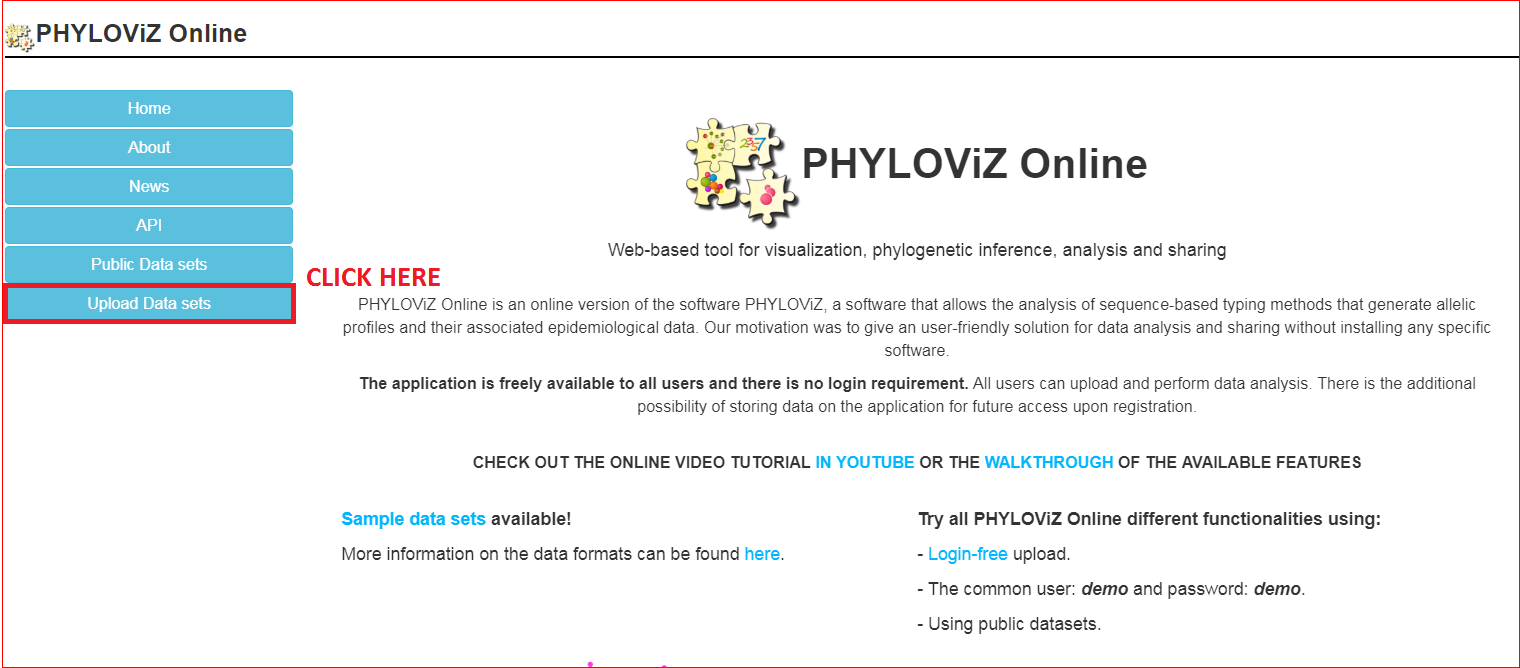 PHYLOViZ Online
Home
About
News
API
Public Data sets
Upload Data sets
CLICK HERE
2357
PHYLOViZ Online
Web-based tool for visualization, phylogenetic inference, analysis and sharing
PHYLOViZ Online is an online version of the software PHYLOViZ, a software that allows the analysis of sequence-based typing methods that generate allelic
profiles and their associated epidemiological data. Our motivation was to give an user-friendly solution for data analysis and sharing without installing any specific
software.
The application is freely available to all users and there is no login requirement. All users can upload and perform data analysis. There is the additional
possibility of storing data on the application for future access upon registration.
CHECK OUT THE ONLINE VIDEO TUTORIAL IN YOUTUBE OR THE WALKTHROUGH OF THE AVAILABLE FEATURES
Sample data sets available!
More information on the data formats can be found here.
Try all PHYLOViZ Online different functionalities using:
- Login-free upload.
- The common user: demo and password: demo.
- Using public datasets.